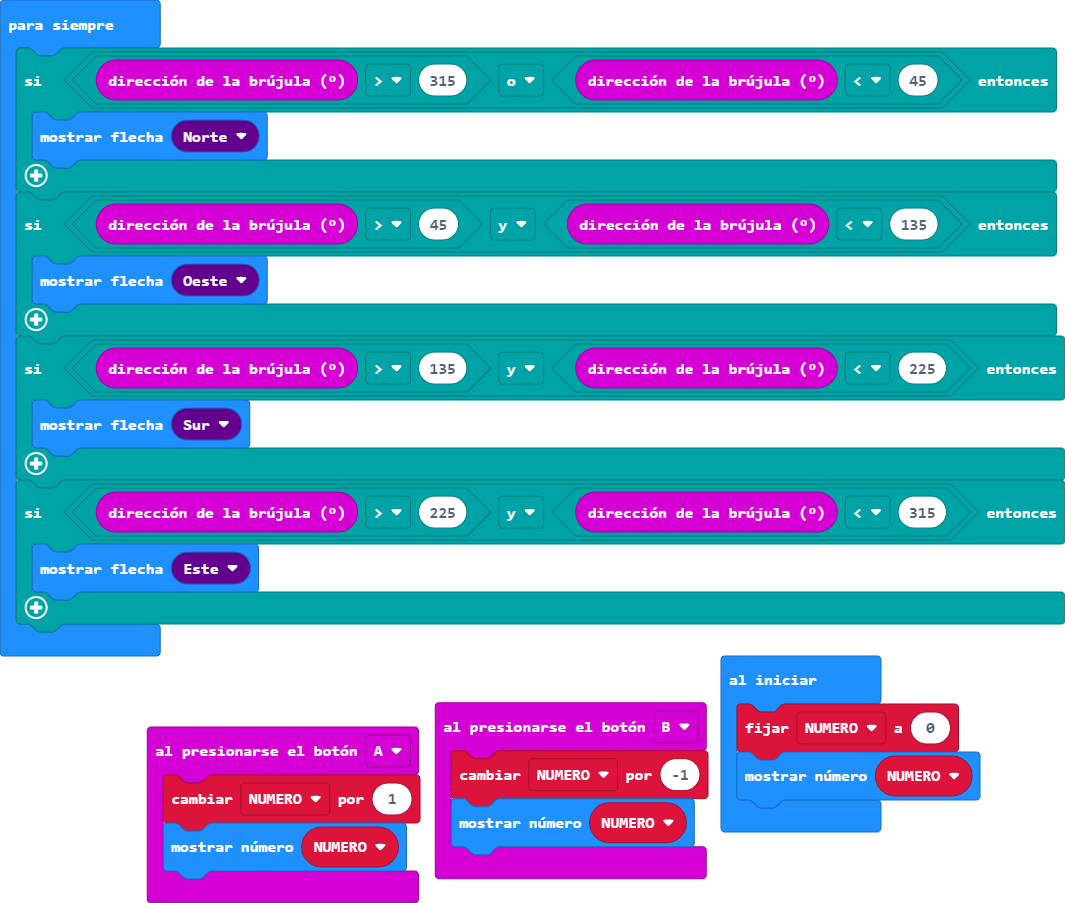 para siempre
si dirección de la brújula (º) > 315 o dirección de la brújula (º) < 45 entonces
mostrar flecha Norte
si dirección de la brújula (º) > 45 y dirección de la brújula (º) < 135 entonces
mostrar flecha Oeste
si dirección de la brújula (º) > 135 y dirección de la brújula (º) < 225 entonces
mostrar flecha Sur
si dirección de la brújula (º) > 225 y dirección de la brújula (º) < 315 entonces
mostrar flecha Este
al presionarse el botón A
cambiar NUMERO por 1
mostrar número NUMERO
al presionarse el botón B
cambiar NUMERO por -1
mostrar número NUMERO
al iniciar
fijar NUMERO a 0
mostrar número NUMERO